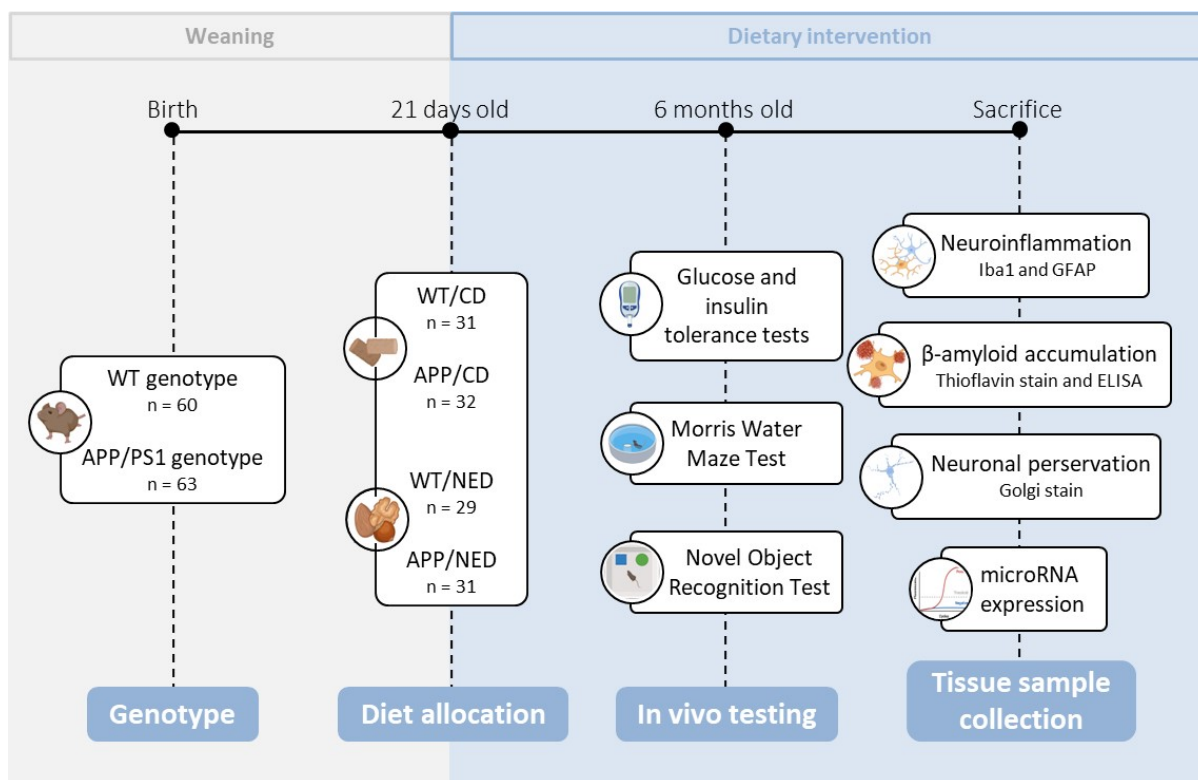 Weaning
Dietary intervention
Birth
21 days old
6 months old
Sacrifice
WT genotype
n = 60
APP/PS1 genotype
n = 63
WT/CD
n = 31
APP/CD
n = 32
WT/NED
n = 29
APP/NED
n = 31
Glucose and
insulin
tolerance tests
Morris Water
Maze Test
Novel Object
Recognition Test
Neuroinflammation
Iba1 and GFAP
β-amyloid accumulation
Thioflavin stain and ELISA
Neuronal perservation
Golgi stain
microRNA
expression
Genotype
Diet allocation
In vivo testing
Tissue sample
collection